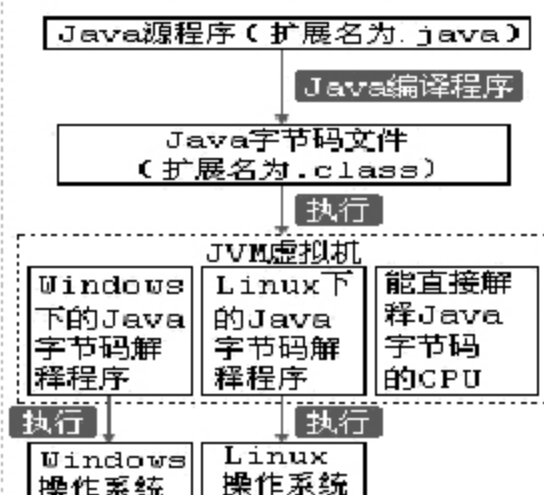 Java源程序(扩展名为.java)
Java编译程序
Java字节码文件
(扩展名为.class)
执行
JVM虚拟机
Windows
下的Java
字节码解
释程序
Linux下
的Java
字节码解
释程序
能直接解
释Java
字节码
的CPU
执行
执行
Windows
操作系统
Linux
操作系统